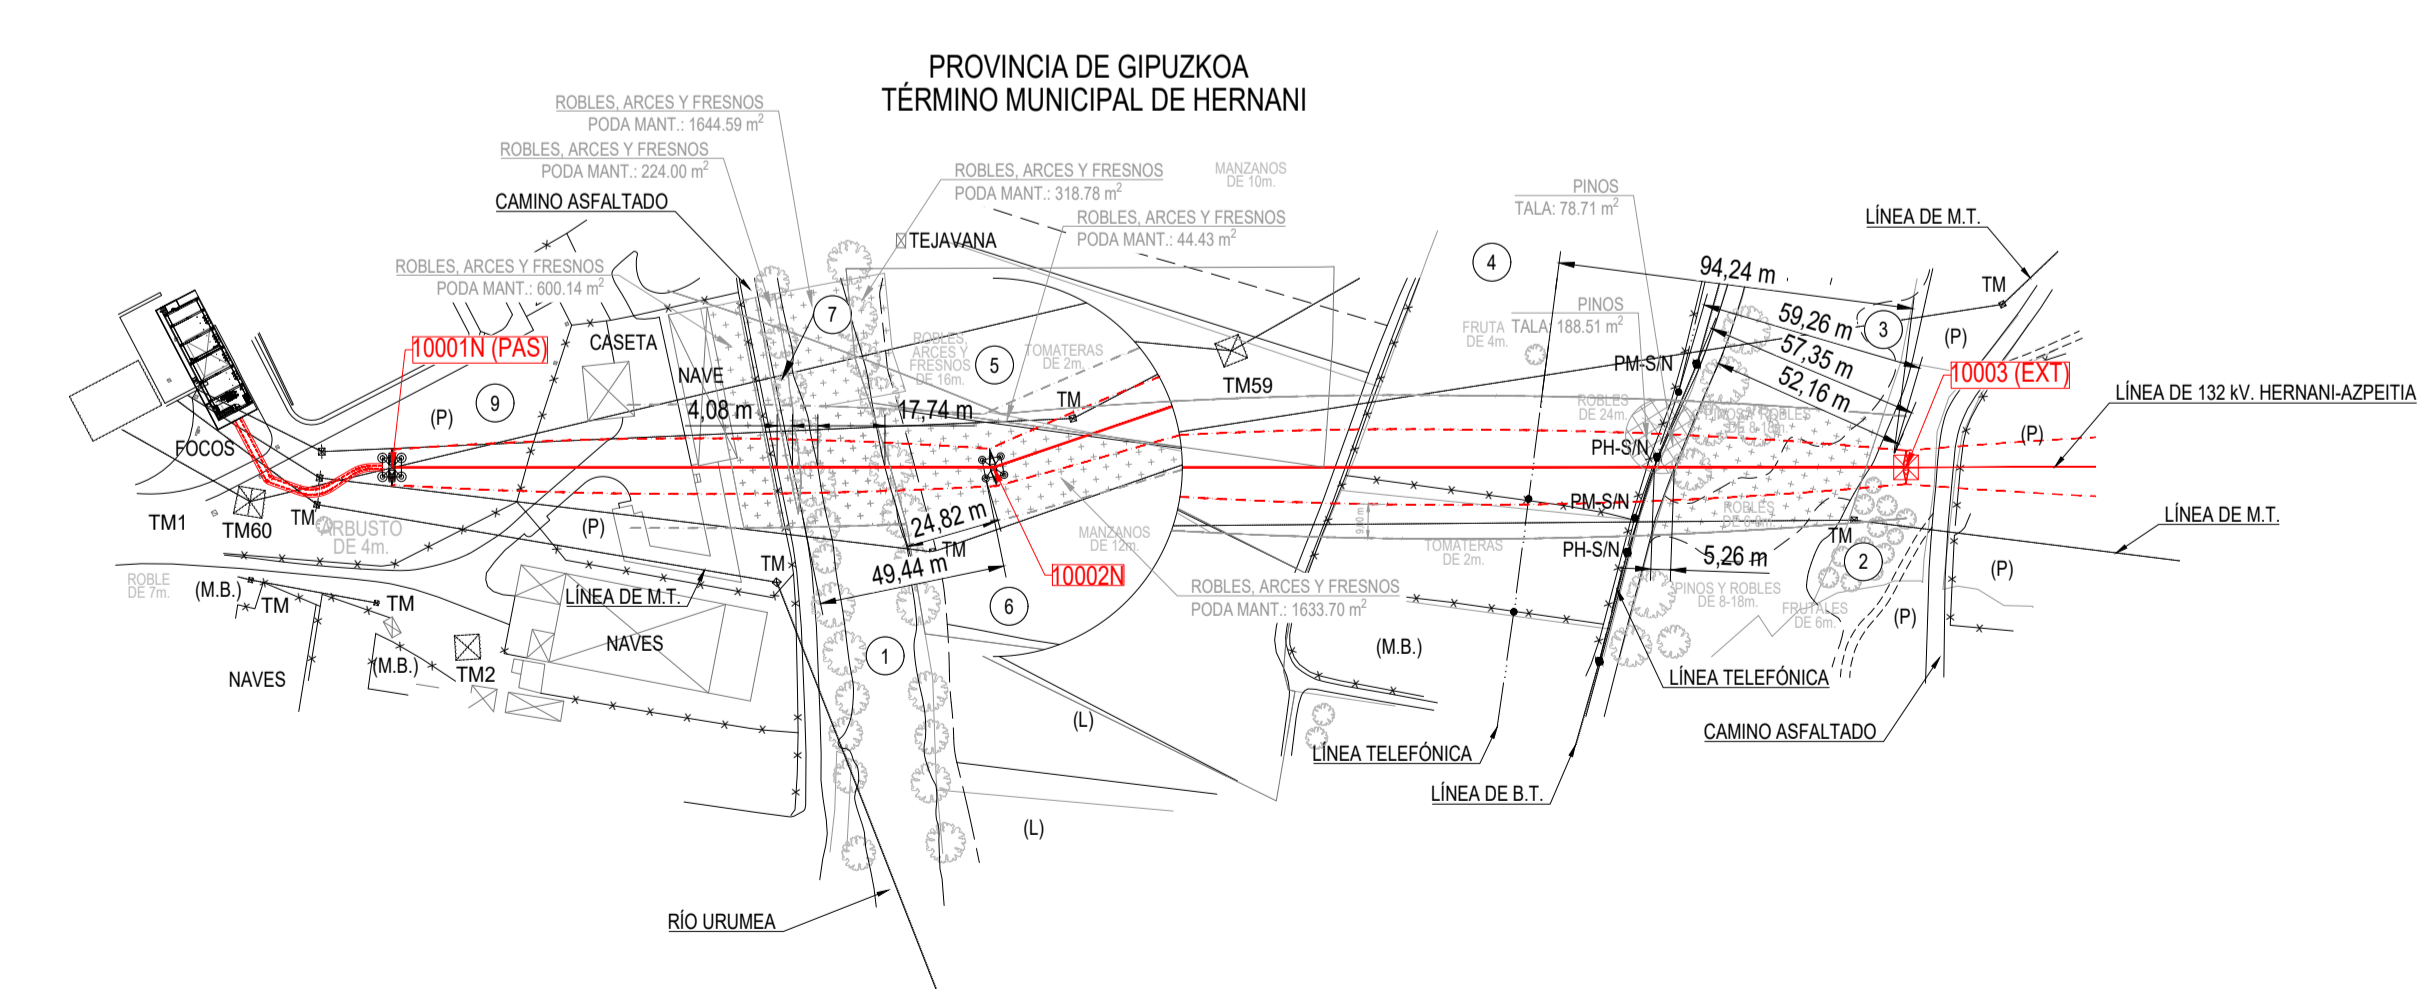 PROVINCIA DE GIPUZKOA
TÉRMINO MUNICIPAL DE HERNANI
ROBLES, ARCES Y FRESNOS
PODA MANT.: 1644.59 m²
ROBLES, ARCES Y FRESNOS
PODA MANT.: 224.00 m²
CAMINO ASFALTADO
ROBLES, ARCES Y FRESNOS
PODA MANT.: 318.78 m²
MANZANOS
DE 10m.
ROBLES, ARCES Y FRESNOS
PODA MANT.: 44.43 m²
TEJAVANA
PINOS
TALA: 78.71 m²
LÍNEA DE M.T.
ROBLES, ARCES Y FRESNOS
PODA MANT.: 600.14 m²
4
94,24 m
TM
PINOS
TALA: 188.51 m²
FRUTA
DE 4m.
59,26 m
3
57,35 m
52,16 m
(P)
7
10001N (PAS)
CASETA
ROBLES,
ARCES Y
FRESNOS
DE 16m.
5
TOMATERAS
DE 2m.
TM59
PM-S/N
10003 (EXT)
NAVE
LÍNEA DE 132 kV. HERNANI-AZPEITIA
9
(P)
4,08 m
17,74 m
TM
ROBLES
DE 24m.
(P)
FOCOS
PH-S/N
TM1
TM60
TM
ARBUSTO
DE 4m.
(P)
24,82 m
TM
MANZANOS
DE 12m.
PM-S/N
ROBLES
DE 6-8m.
LÍNEA DE M.T.
9.80 m
TOMATERAS
DE 2m.
PH-S/N
5,26 m
TM
2
(P)
ROBLE
DE 7m.
(M.B.)
TM
TM
LÍNEA DE M.T.
TM
49,44 m
10002N
6
ROBLES, ARCES Y FRESNOS
PODA MANT.: 1633.70 m²
PINOS Y ROBLES
DE 8-18m.
FRUTALES
DE 6m.
(P)
NAVES
(M.B.)
TM2
NAVES
1
(M.B.)
LÍNEA TELEFÓNICA
(L)
CAMINO ASFALTADO
LÍNEA TELEFÓNICA
LÍNEA DE B.T.
(L)
RÍO URUMEA